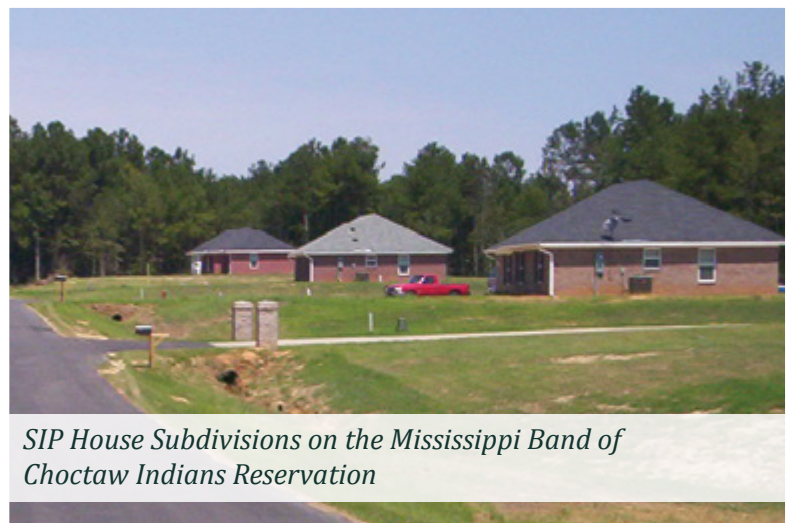 SIP House Subdivisions on the Mississippi Band of
Choctaw Indians Reservation